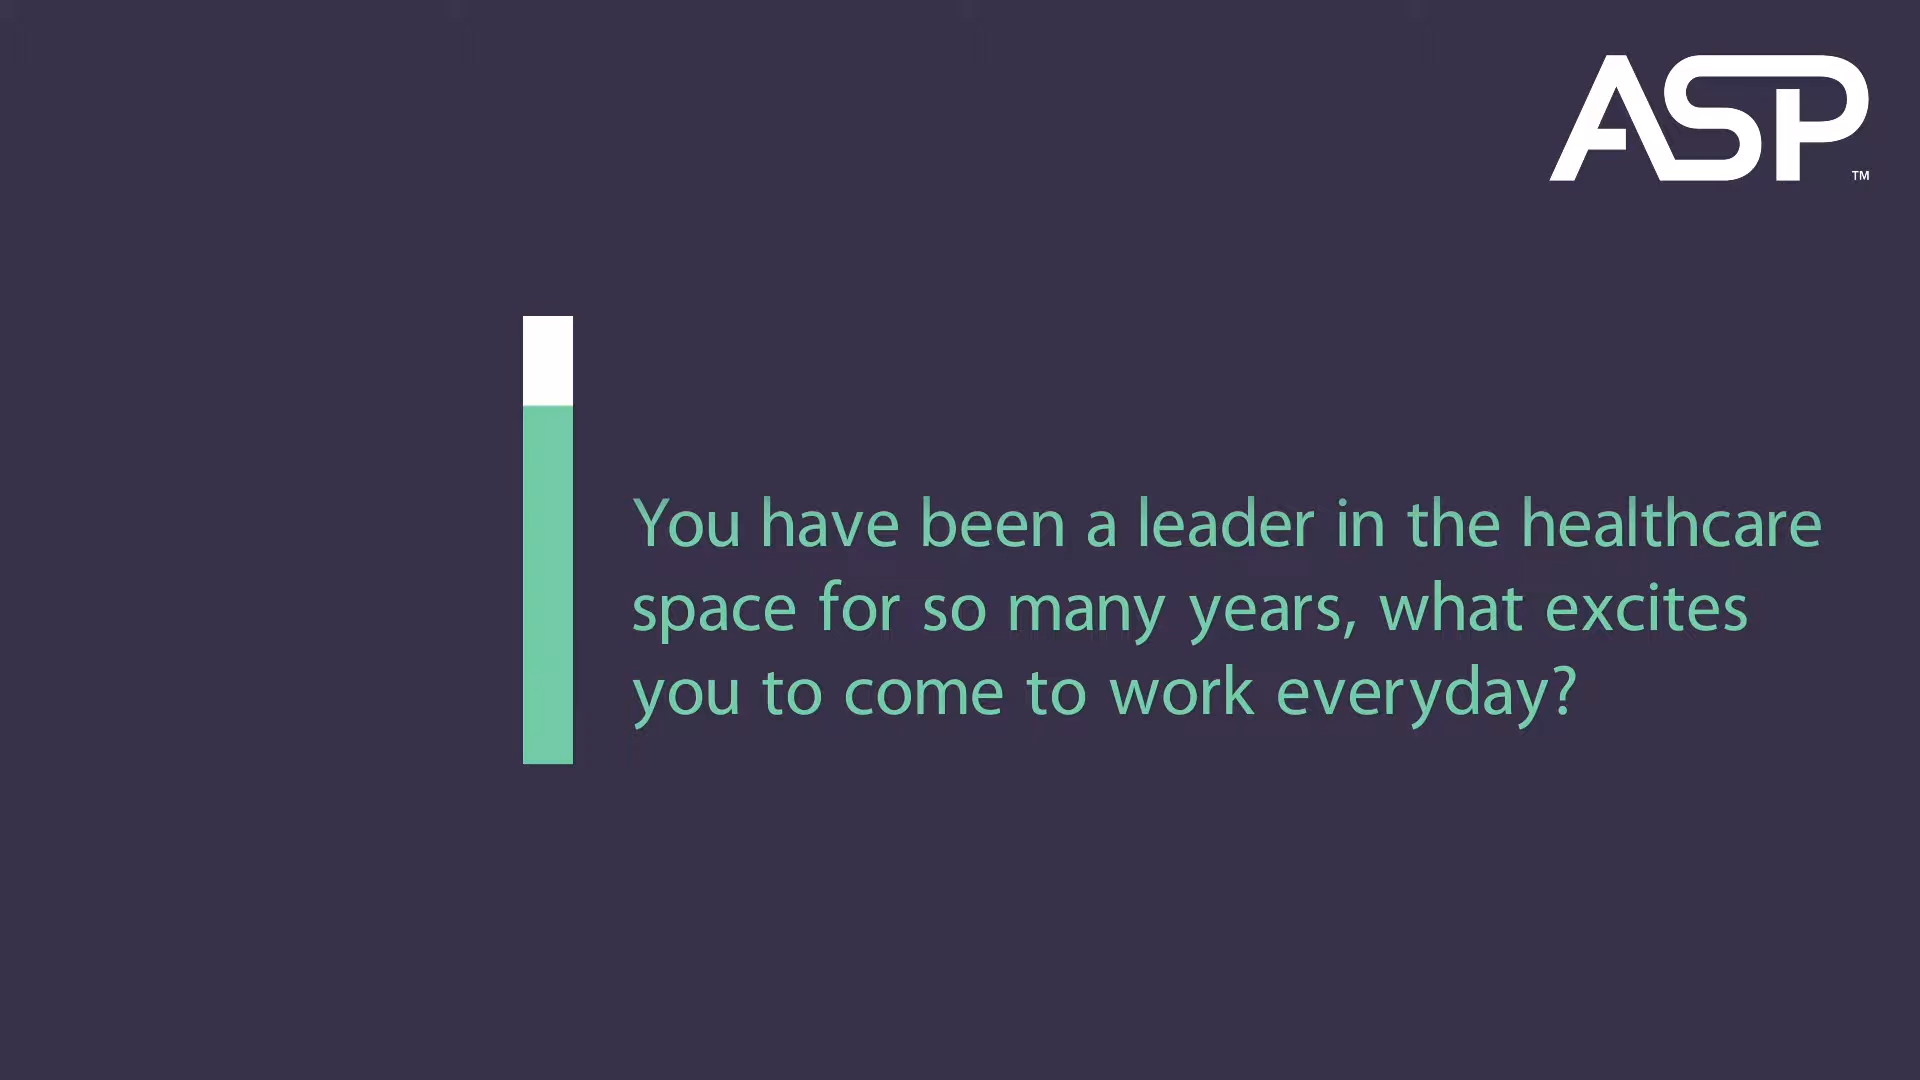 ASP
TM
You have been a leader in the healthcare
space for so many years, what excites
you to come to work everyday?